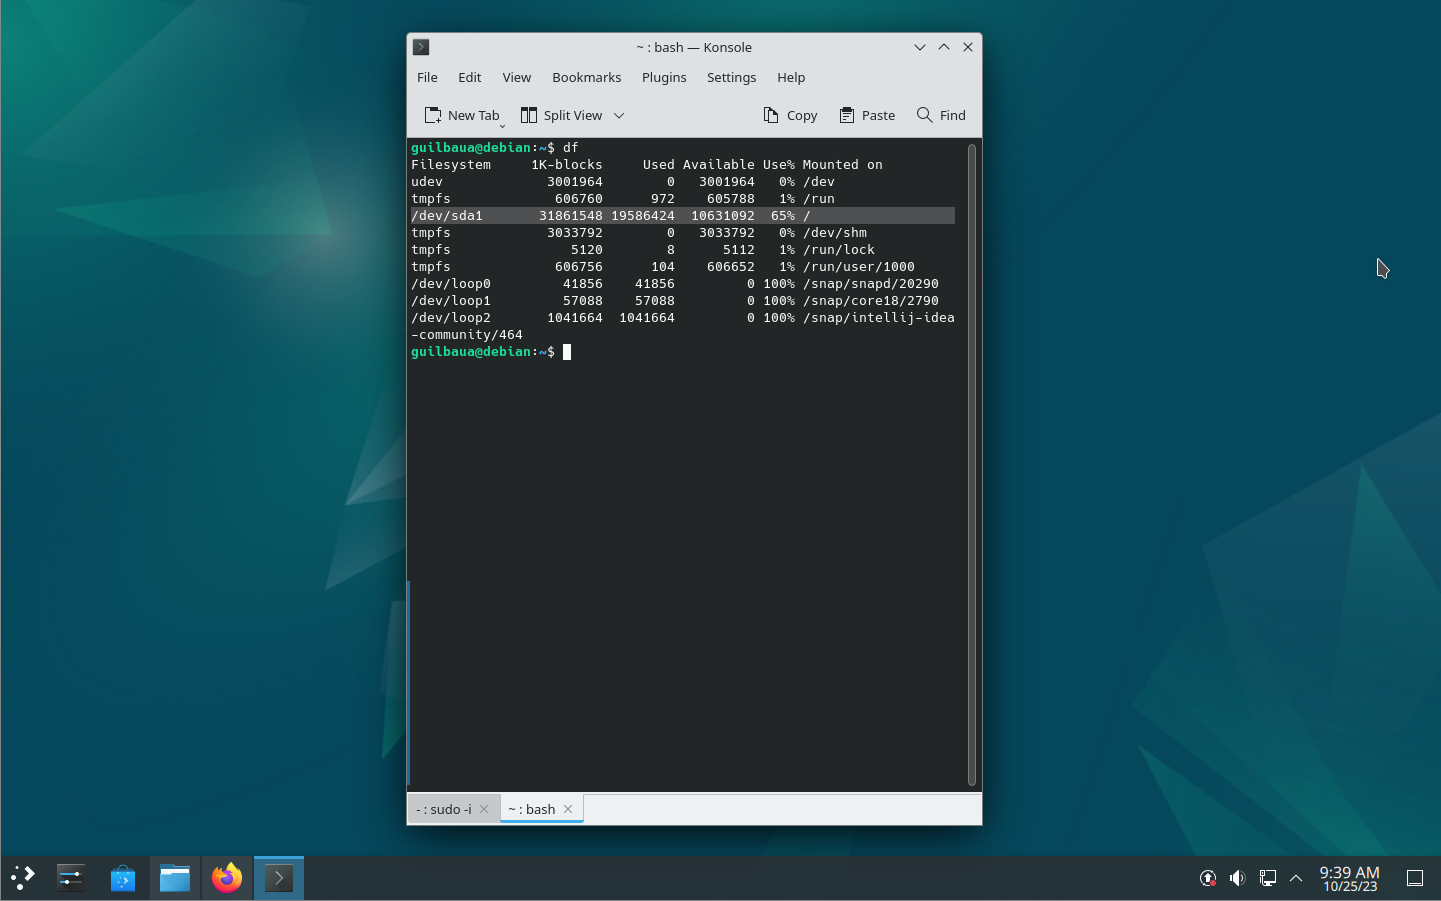 ~ : bash — Konsole
File Edit View Bookmarks Plugins Settings Help
New Tab Split View Copy Paste Find
guilbaua@debian:~$ df
Filesystem     1K-blocks     Used Available Use% Mounted on
udev             3001964        0   3001964   0% /dev
tmpfs             606760      972    605788   1% /run
/dev/sda1       31861548 19586424  10631092  65% /
tmpfs            3033792        0   3033792   0% /dev/shm
tmpfs               5120        8      5112   1% /run/lock
tmpfs             606756      104    606652   1% /run/user/1000
/dev/loop0         41856    41856         0 100% /snap/snapd/20290
/dev/loop1         57088    57088         0 100% /snap/core18/2790
/dev/loop2       1041664  1041664         0 100% /snap/intellij-idea
-community/464
guilbaua@debian:~$
- : sudo -i ~ : bash
9:39 AM
10/25/23